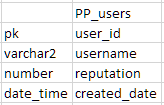 PP_users
pk user_id
varchar2 username
number reputation
date_time created_date